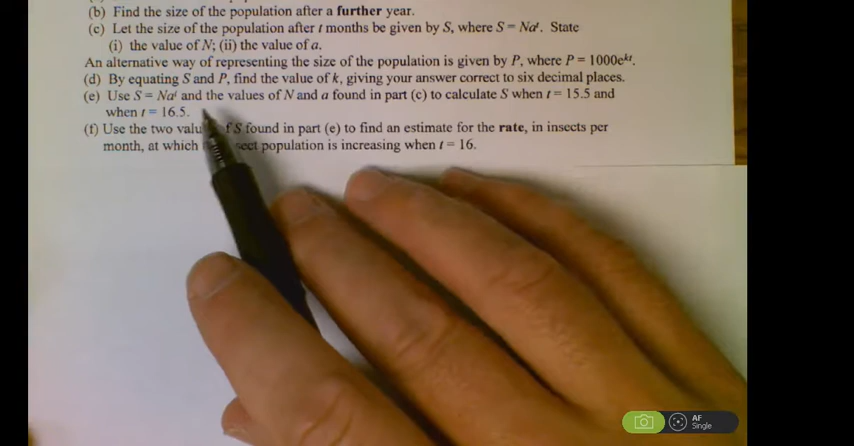 (b) Find the size of the population after a further year.
(c) Let the size of the population after t months be given by S, where S = Naᵗ. State
(i) the value of N; (ii) the value of a.
An alternative way of representing the size of the population is given by P, where P = 1000eᵏᵗ.
(d) By equating S and P, find the value of k, giving your answer correct to six decimal places.
(e) Use S = Naᵗ and the values of N and a found in part (c) to calculate S when t = 15.5 and
when t = 16.5.
(f) Use the two valu f S found in part (e) to find an estimate for the rate, in insects per
month, at which sect population is increasing when t = 16.
AF
Single